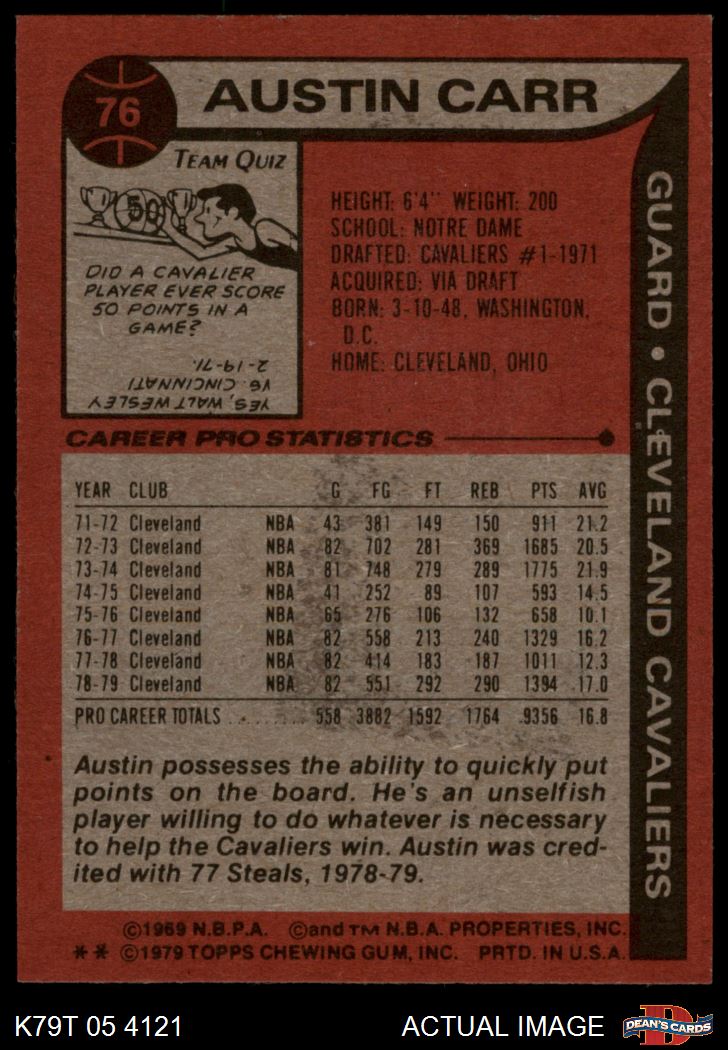 76
AUSTIN CARR
TEAM QUIZ
50
DID A CAVALIER
PLAYER EVER SCORE
50 POINTS IN A
GAME?
YES, WALT WESLEY
VS. CINCINNATI
2-19-71.
HEIGHT: 6'4" WEIGHT: 200
SCHOOL: NOTRE DAME
DRAFTED: CAVALIERS #1-1971
ACQUIRED: VIA DRAFT
BORN: 3-10-48, WASHINGTON,
D.C.
HOME: CLEVELAND, OHIO
GUARD • CLEVELAND CAVALIERS
CAREER PRO STATISTICS
YEAR CLUB G FG FT REB PTS AVG
71-72 Cleveland NBA 43 381 149 150 911 21.2
72-73 Cleveland NBA 82 702 281 369 1685 20.5
73-74 Cleveland NBA 81 748 279 289 1775 21.9
74-75 Cleveland NBA 41 252 89 107 593 14.5
75-76 Cleveland NBA 65 276 106 132 658 10.1
76-77 Cleveland NBA 82 558 213 240 1329 16.2
77-78 Cleveland NBA 82 414 183 187 1011 12.3
78-79 Cleveland NBA 82 551 292 290 1394 17.0
PRO CAREER TOTALS 558 3882 1592 1764 9356 16.8
Austin possesses the ability to quickly put
points on the board. He's an unselfish
player willing to do whatever is necessary
to help the Cavaliers win. Austin was cred-
ited with 77 Steals, 1978-79.
©1969 N.B.P.A. ©and TM N.B.A. PROPERTIES, INC.
** ©1979 TOPPS CHEWING GUM, INC. PRTD. IN U.S.A.
K79T 05 4121 ACTUAL IMAGE
DEAN'S CARDS